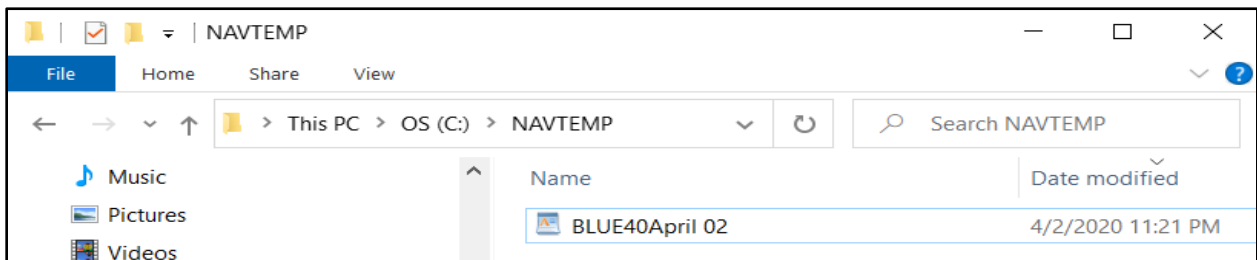 NAVTEMP
File Home Share View
This PC > OS (C:) > NAVTEMP Search NAVTEMP
Music Name Date modified
Pictures BLUE40April 02 4/2/2020 11:21 PM
Videos